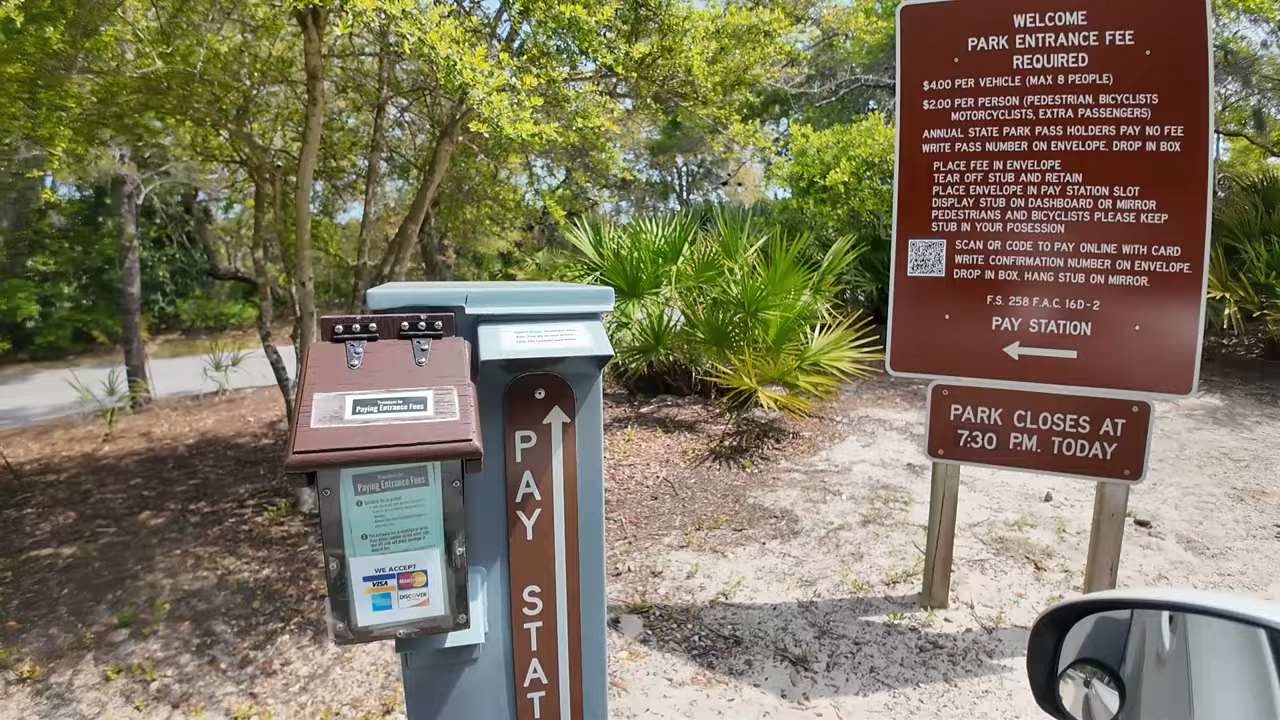 WELCOME
PARK ENTRANCE FEE
REQUIRED
$4.00 PER VEHICLE (MAX 8 PEOPLE)
$2.00 PER PERSON (PEDESTRIAN, BICYCLISTS
MOTORCYCLISTS, EXTRA PASSENGERS)
ANNUAL STATE PARK PASS HOLDERS PAY NO FEE
WRITE PASS NUMBER ON ENVELOPE, DROP IN BOX
PLACE FEE IN ENVELOPE
TEAR OFF STUB AND RETAIN
PLACE ENVELOPE IN PAY STATION SLOT
DISPLAY STUB ON DASHBOARD OR MIRROR
PEDESTRIANS AND BICYCLISTS PLEASE KEEP
STUB IN YOUR POSESSION
SCAN QR CODE TO PAY ONLINE WITH CARD
WRITE CONFIRMATION NUMBER ON ENVELOPE.
DROP IN BOX. HANG STUB ON MIRROR.
F.S. 258 F.A.C. 16D-2
PAY STATION
PARK CLOSES AT
7:30 P.M. TODAY
Procedures for
Paying Entrance Fees
Paying Entrance Fees
WE ACCEPT
VISA
MasterCard
DISCOVER
PAY STAT